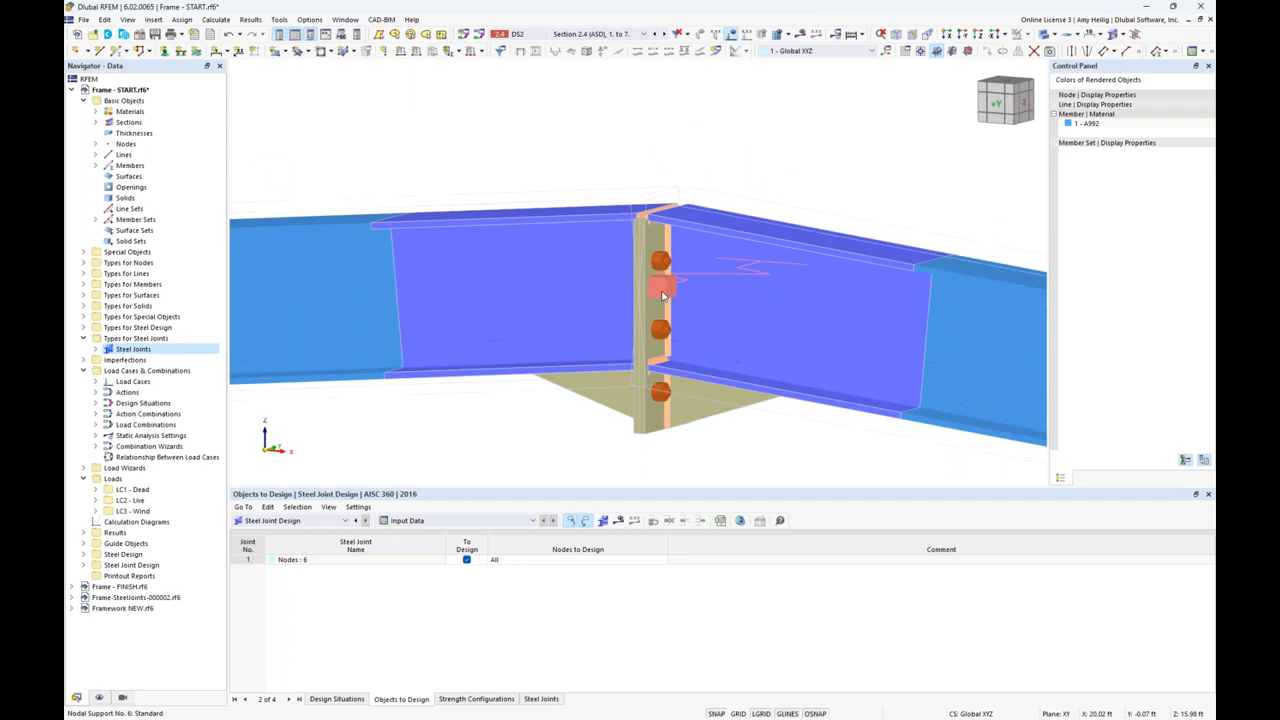 Dlubal RFEM | 6.02.0065 | Frame - START.rf6*
File Edit View Insert Assign Calculate Results Tools Options Window CAD-BIM Help
Online License 3 | Amy Heilig | Dlubal Software, Inc.
2.4 DS2 Section 2.4 (ASD), 1. to 7.
1 - Global XYZ
Navigator - Data
RFEM
Frame - START.rf6*
Basic Objects
Materials
Sections
Thicknesses
Nodes
Lines
Members
Surfaces
Openings
Solids
Line Sets
Member Sets
Surface Sets
Solid Sets
Special Objects
Types for Nodes
Types for Lines
Types for Members
Types for Surfaces
Types for Solids
Types for Special Objects
Types for Steel Design
Types for Steel Joints
Steel Joints
Imperfections
Load Cases & Combinations
Load Cases
Actions
Design Situations
Action Combinations
Load Combinations
Static Analysis Settings
Combination Wizards
Relationship Between Load Cases
Load Wizards
Loads
LC1 - Dead
LC2 - Live
LC3 - Wind
Calculation Diagrams
Results
Guide Objects
Steel Design
Steel Joint Design
Printout Reports
Frame - FINISH.rf6*
Frame-SteelJoints-000002.rf6*
Framework NEW.rf6
+Y -X
Z
Y
X
Control Panel
Colors of Rendered Objects
Node | Display Properties
Line | Display Properties
Member | Material
1 - A992
Member Set | Display Properties
Objects to Design | Steel Joint Design | AISC 360 | 2016
Go To Edit Selection View Settings
Steel Joint Design Input Data
Joint No. Steel Joint Name To Design Nodes to Design Comment
1 Nodes : 6 All
2 of 4 Design Situations Objects to Design Strength Configurations Steel Joints
Nodal Support No. 6: Standard
SNAP GRID LGRID GLINES OSNAP CS: Global XYZ Plane: XY X: 20.02 ft Y: -0.07 ft Z: 15.98 ft